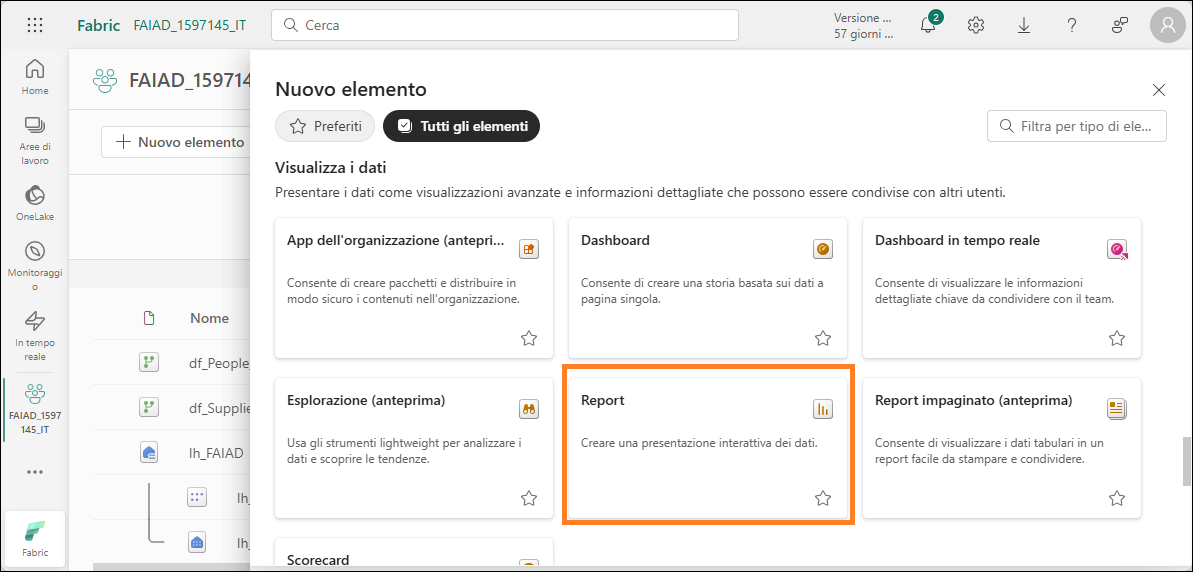 Fabric FAIAD_1597145_IT
Cerca
Versione ...
57 giorni ...
2
Home
Aree di
lavoro
OneLake
Monitoraggi
o
In tempo
reale
FAIAD_1597
145_IT
Fabric
FAIAD_159714
Nuovo elemento
Nome
df_People_
df_Supplie
lh_FAIAD
lh_
lh_
Nuovo elemento
Preferiti
Tutti gli elementi
Filtra per tipo di ele...
Visualizza i dati
Presentare i dati come visualizzazioni avanzate e informazioni dettagliate che possono essere condivise con altri utenti.
App dell'organizzazione (antepri...
Consente di creare pacchetti e distribuire in
modo sicuro i contenuti nell'organizzazione.
Dashboard
Consente di creare una storia basata sui dati a
pagina singola.
Dashboard in tempo reale
Consente di visualizzare le informazioni
dettagliate chiave da condividere con il team.
Esplorazione (anteprima)
Usa gli strumenti lightweight per analizzare i
dati e scoprire le tendenze.
Report
Creare una presentazione interattiva dei dati.
Report impaginato (anteprima)
Consente di visualizzare i dati tabulari in un
report facile da stampare e condividere.
Scorecard